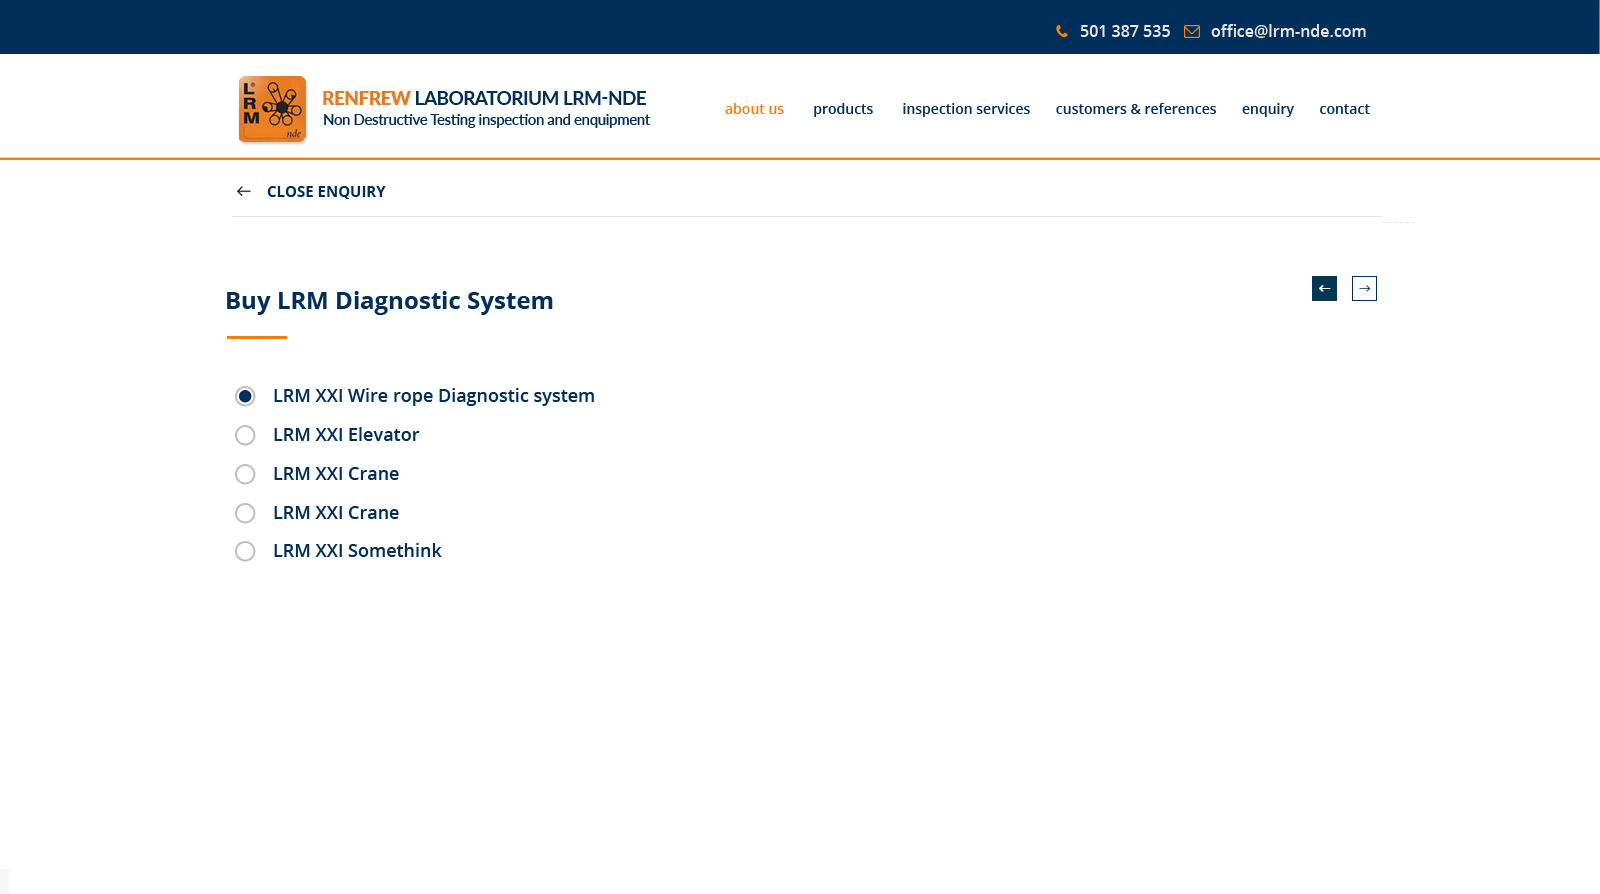 501 387 535 office@lrm-nde.com
L R M nde
RENFREW LABORATORIUM LRM-NDE
Non Destructive Testing inspection and enquipment
about us products inspection services customers & references enquiry contact
CLOSE ENQUIRY
Buy LRM Diagnostic System
LRM XXI Wire rope Diagnostic system
LRM XXI Elevator
LRM XXI Crane
LRM XXI Crane
LRM XXI Somethink